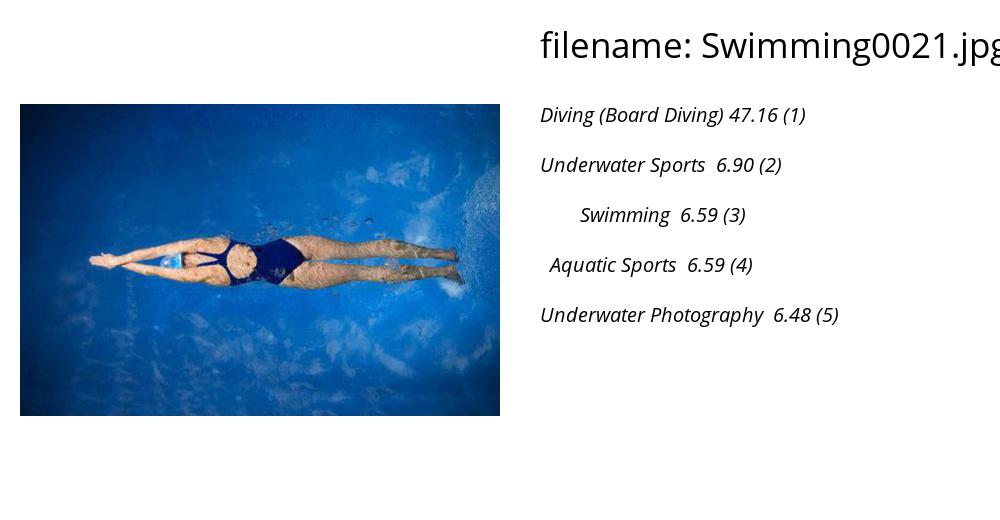 filename: Swimming0021.jpg
Diving (Board Diving) 47.16 (1)
Underwater Sports 6.90 (2)
Swimming 6.59 (3)
Aquatic Sports 6.59 (4)
Underwater Photography 6.48 (5)